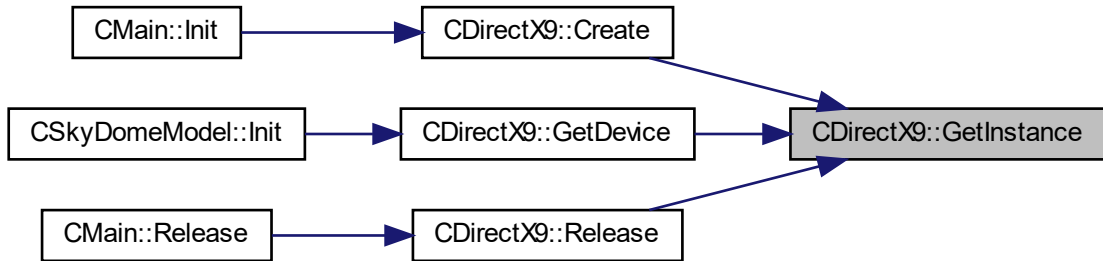 CMain::Init
CDirectX9::Create
CSkyDomeModel::Init
CDirectX9::GetDevice
CDirectX9::GetInstance
CMain::Release
CDirectX9::Release